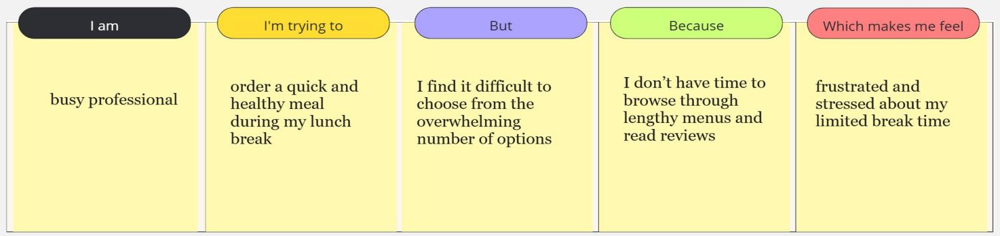 I am
busy professional
I'm trying to
order a quick and
healthy meal
during my lunch
break
But
I find it difficult to
choose from the
overwhelming
number of options
Because
I don’t have time to
browse through
lengthy menus and
read reviews
Which makes me feel
frustrated and
stressed about my
limited break time